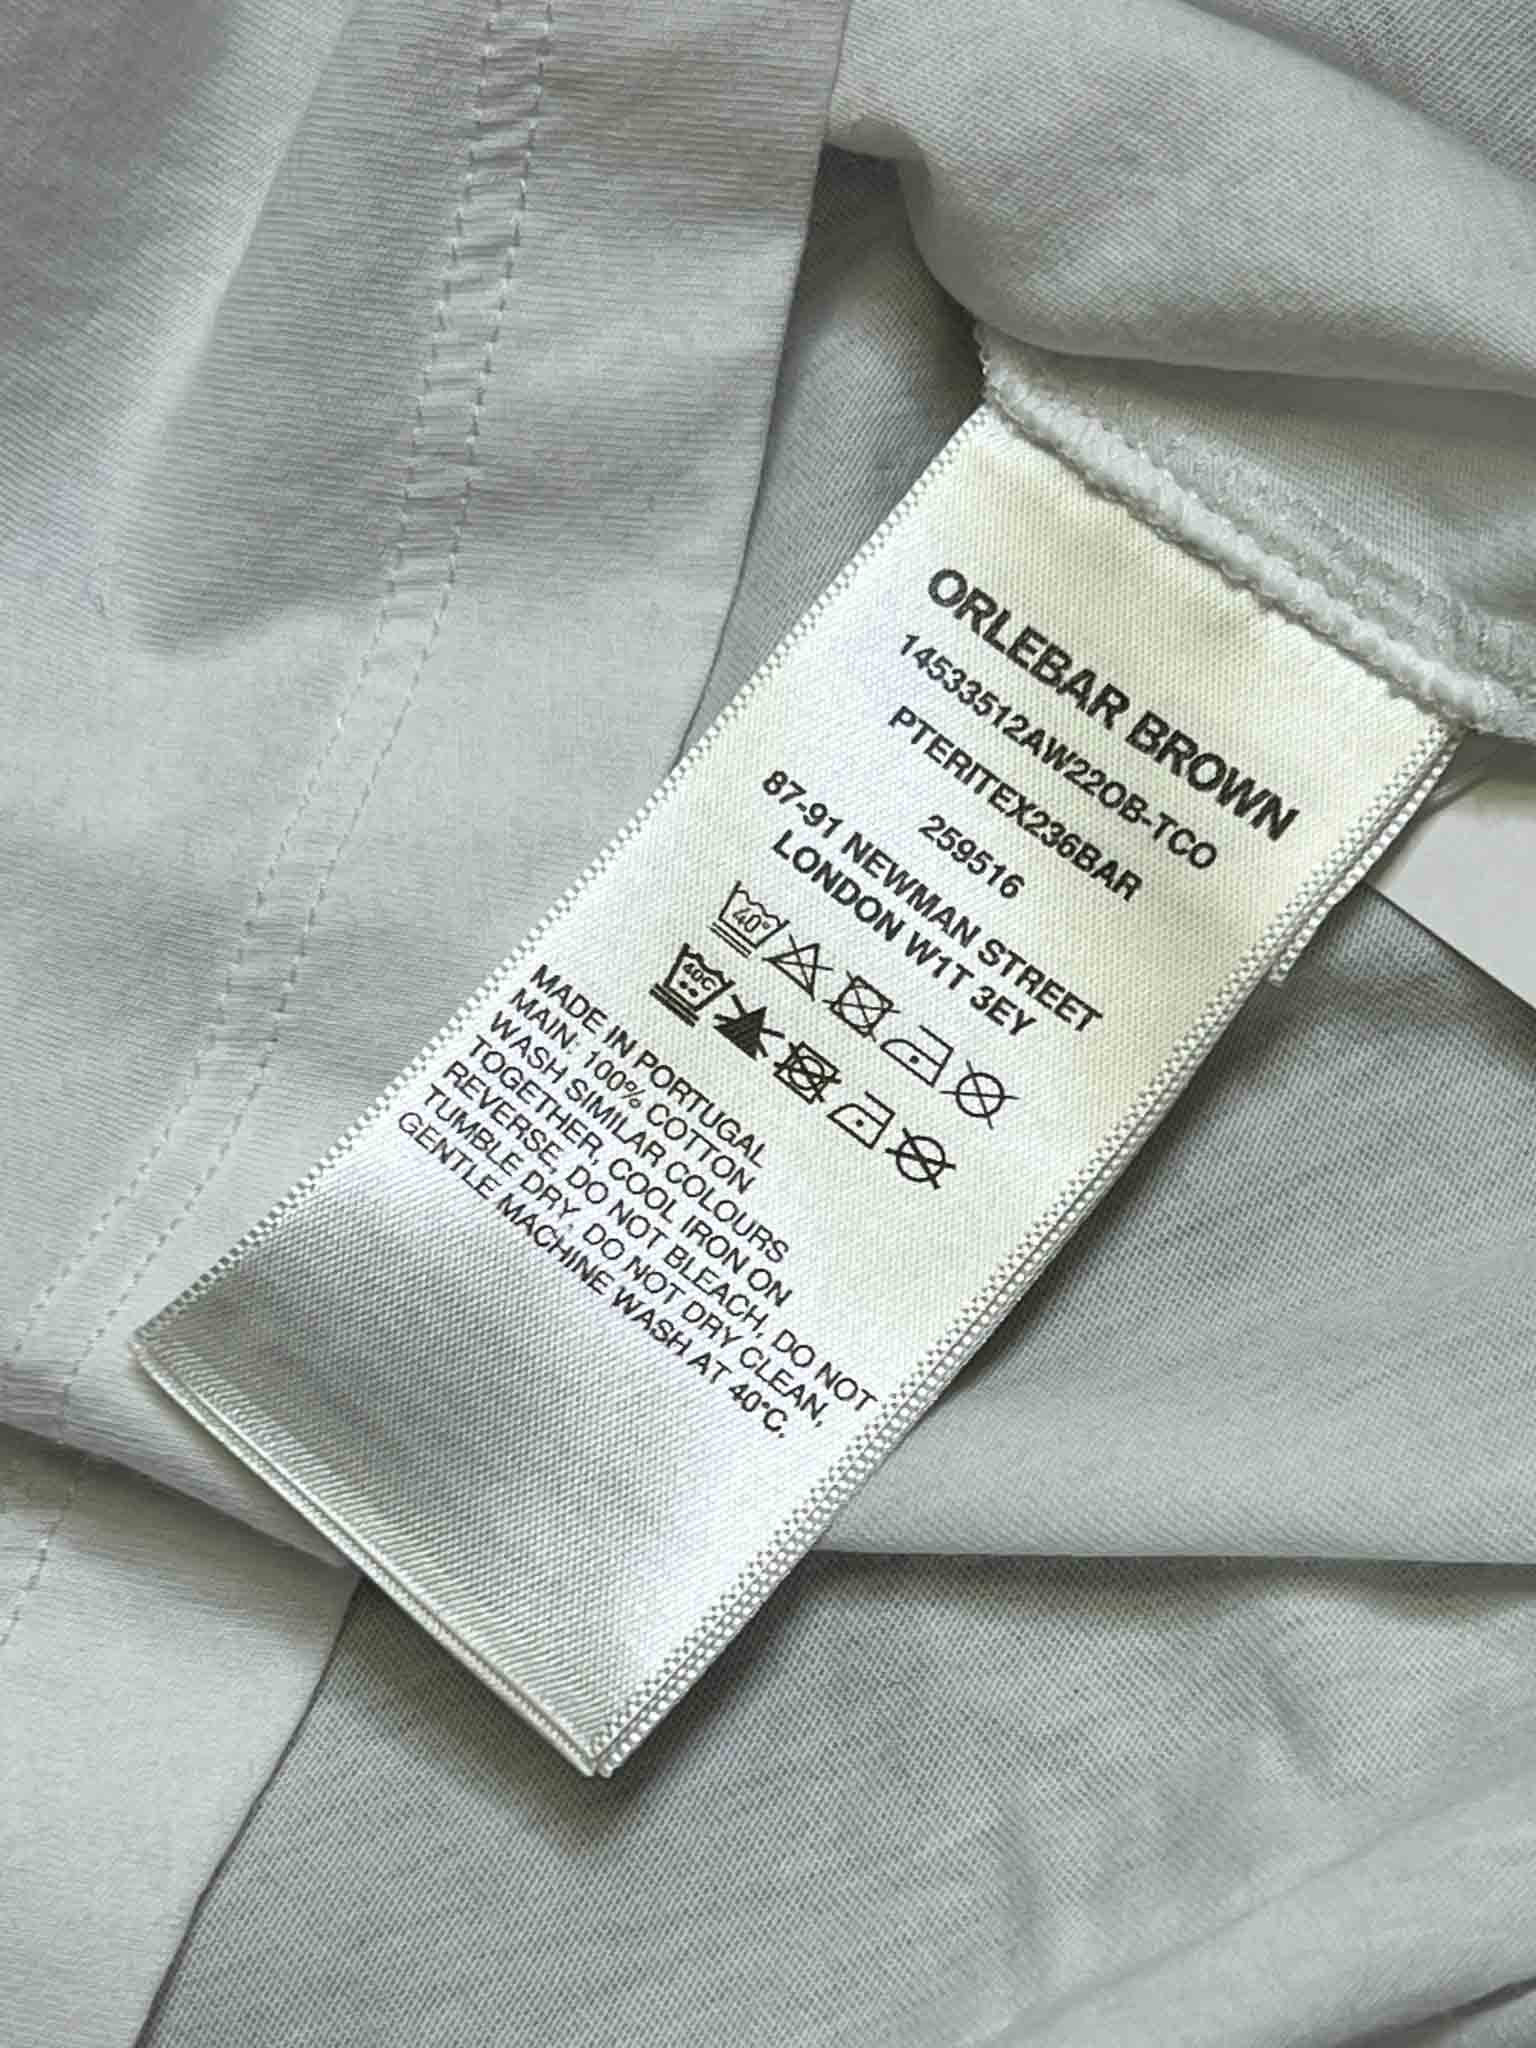 ORLEBAR BROWN
14533512AW22OB-TCO
PTERITEX236BAR
259516
87-91 NEWMAN STREET
LONDON W1T 3EY
40°
40C
MADE IN PORTUGAL
MAIN: 100% COTTON
WASH SIMILAR COLOURS
TOGETHER, COOL IRON ON
REVERSE, DO NOT BLEACH, DO NOT
TUMBLE DRY, DO NOT DRY CLEAN,
GENTLE MACHINE WASH AT 40°C.